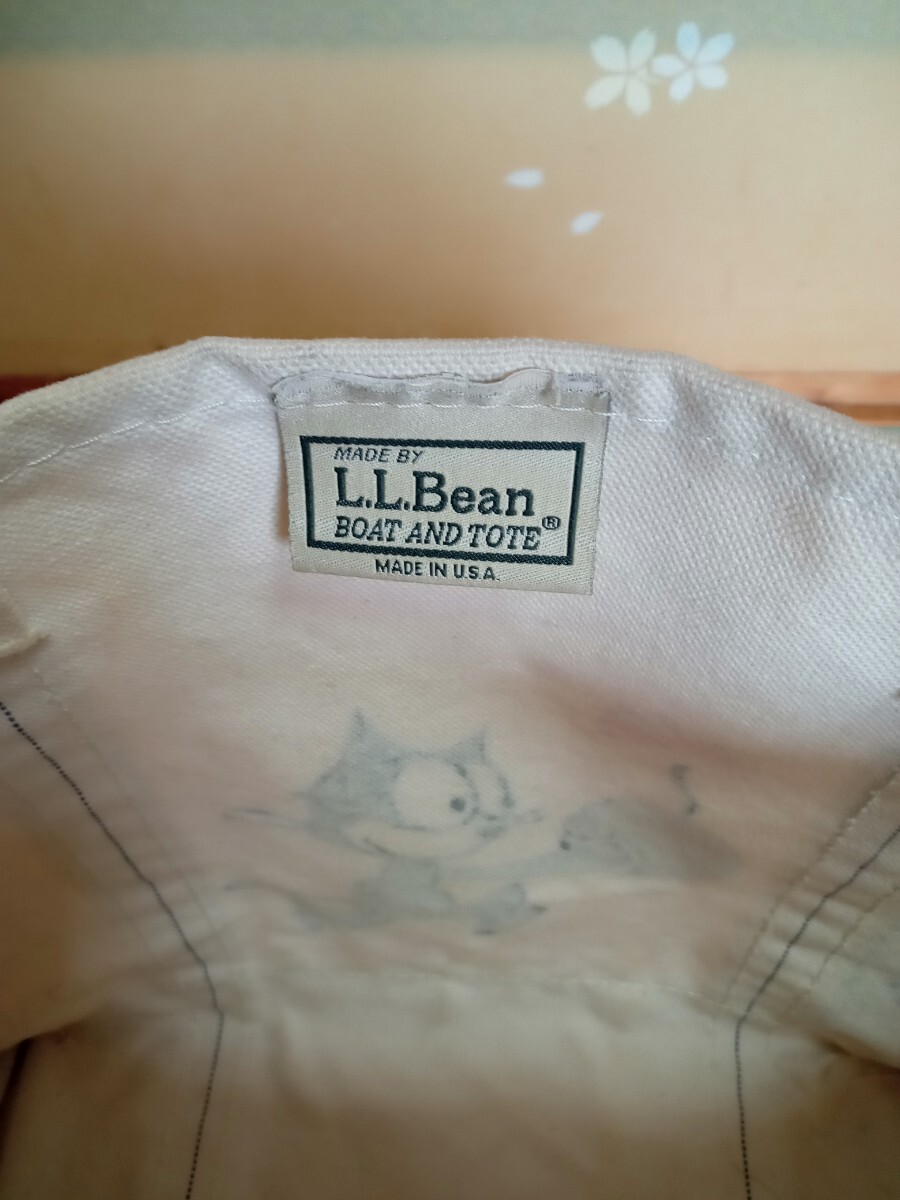 MADE BY
L.L.Bean
BOAT AND TOTE®
MADE IN U.S.A.